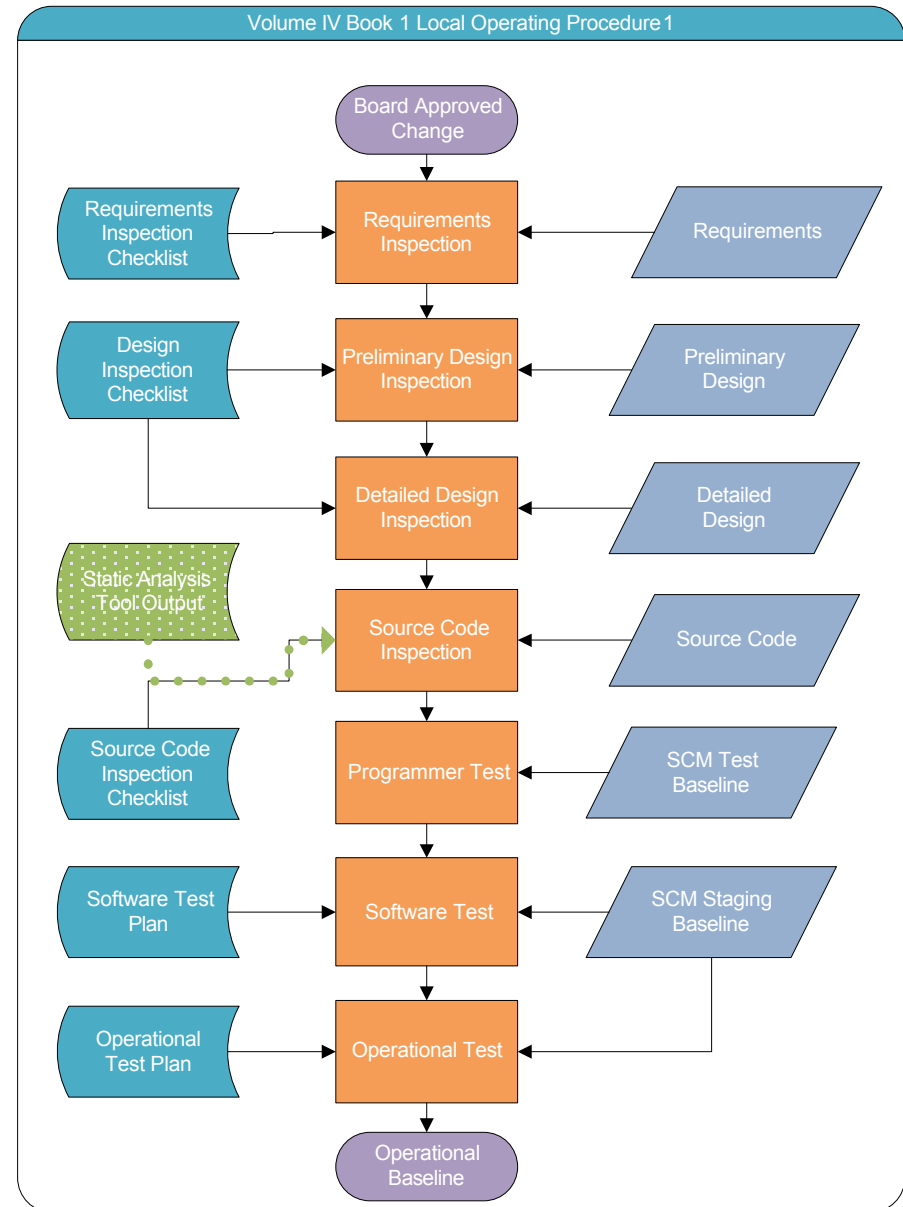 Volume IV Book 1 Local Operating Procedure 1
Board Approved
Change
Requirements
Inspection
Checklist
Requirements
Inspection
Requirements
Design
Inspection
Checklist
Preliminary Design
Inspection
Preliminary
Design
Detailed Design
Inspection
Detailed
Design
Static Analysis
Tool Output
Source Code
Inspection
Source Code
Source Code
Inspection
Checklist
Programmer Test
SCM Test
Baseline
Software Test
Plan
Software Test
SCM Staging
Baseline
Operational
Test Plan
Operational Test
Operational
Baseline